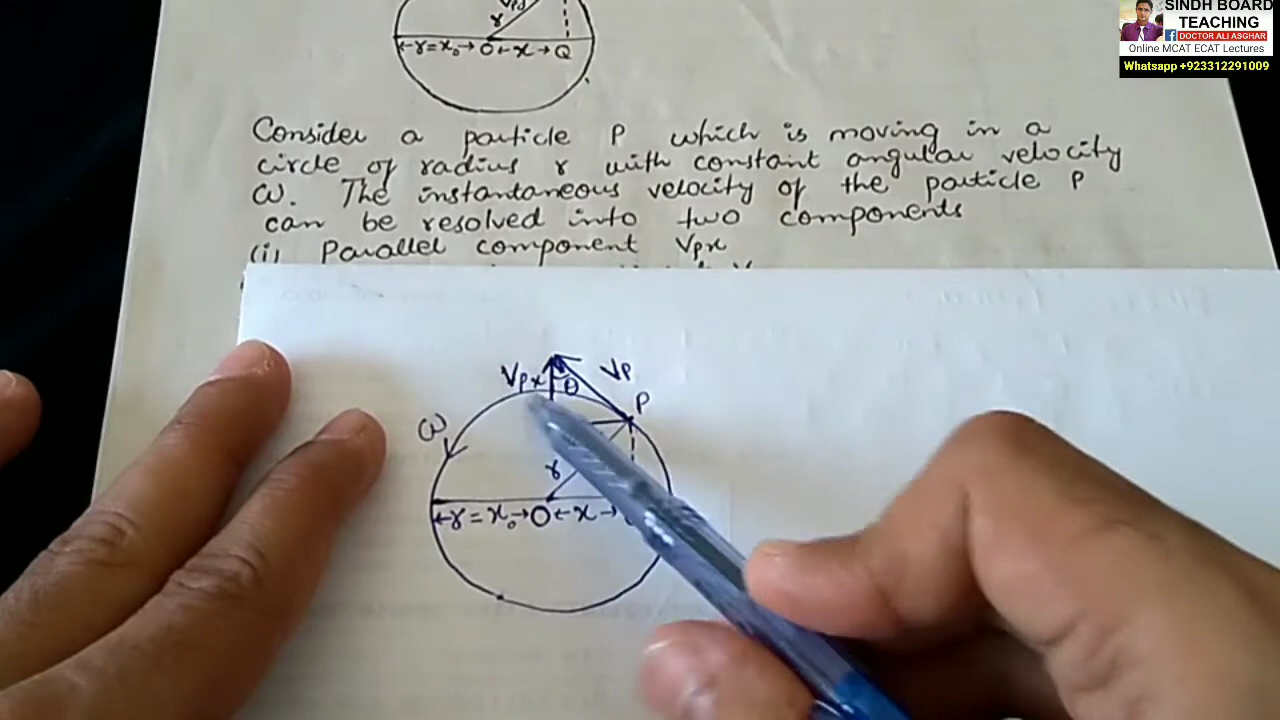 SINDH BOARD
TEACHING
DOCTOR ALI ASGHAR
Online MCAT ECAT Lectures
Whatsapp +923312291009
r
←r=x₀→O←x→Q
Consider a particle P which is moving in a
circle of radius r with constant angular velocity
ω. The instantaneous velocity of the particle P
can be resolved into two components
(i) Parallel component Vpx
Vpx θ Vp
P
ω
r
←r=x₀→O←x→